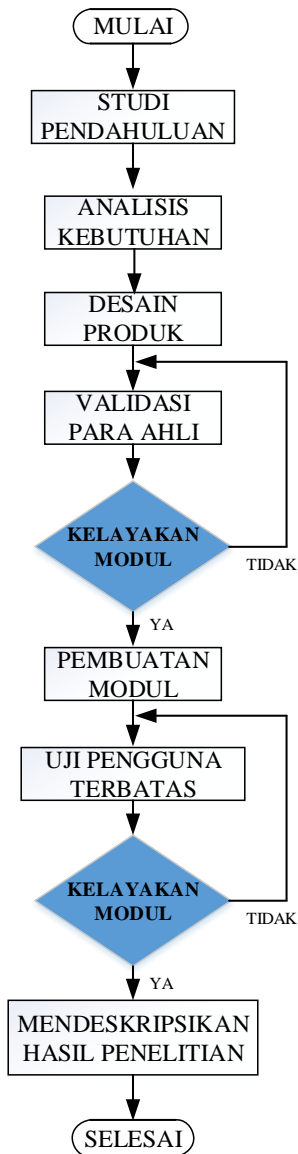 MULAI
STUDI
PENDAHULUAN
ANALISIS
KEBUTUHAN
DESAIN
PRODUK
VALIDASI
PARA AHLI
KELAYAKAN
MODUL
TIDAK
YA
PEMBUATAN
MODUL
UJI PENGGUNA
TERBATAS
KELAYAKAN
MODUL
TIDAK
YA
MENDESKRIPSIKAN
HASIL PENELITIAN
SELESAI